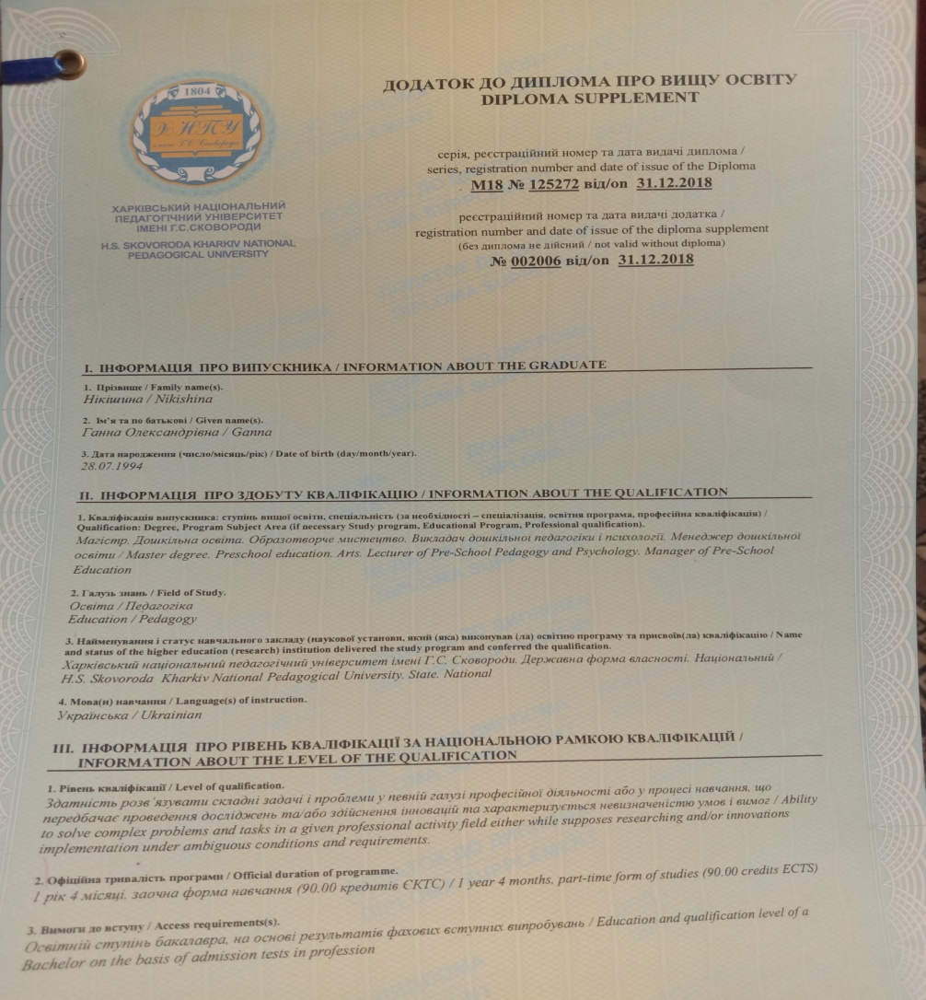 1804
ХНПУ
імені Г.С. Сковороди
ХАРКІВСЬКИЙ НАЦІОНАЛЬНИЙ
ПЕДАГОГІЧНИЙ УНІВЕРСИТЕТ
ІМЕНІ Г.С.СКОВОРОДИ
H.S. SKOVORODA KHARKIV NATIONAL
PEDAGOGICAL UNIVERSITY
ДОДАТОК ДО ДИПЛОМА ПРО ВИЩУ ОСВІТУ
DIPLOMA SUPPLEMENT
серія, реєстраційний номер та дата видачі диплома /
series, registration number and date of issue of the Diploma
М18 № 125272 від/on 31.12.2018
реєстраційний номер та дата видачі додатка /
registration number and date of issue of the diploma supplement
(без диплома не дійсний / not valid without diploma)
№ 002006 від/on 31.12.2018
I. ІНФОРМАЦІЯ ПРО ВИПУСКНИКА / INFORMATION ABOUT THE GRADUATE
1. Прізвище / Family name(s).
Нікішина / Nikishina
2. Ім'я та по батькові / Given name(s).
Ганна Олександрівна / Ganna
3. Дата народження (число/місяць/рік) / Date of birth (day/month/year).
28.07.1994
II. ІНФОРМАЦІЯ ПРО ЗДОБУТУ КВАЛІФІКАЦІЮ / INFORMATION ABOUT THE QUALIFICATION
1. Кваліфікація випускника: ступінь вищої освіти, спеціальність (за необхідності – спеціалізація, освітня програма, професійна кваліфікація) /
Qualification: Degree, Program Subject Area (if necessary Study program, Educational Program, Professional qualification).
Магістр. Дошкільна освіта. Образотворче мистецтво. Викладач дошкільної педагогіки і психології. Менеджер дошкільної
освіти / Master degree. Preschool education. Arts. Lecturer of Pre-School Pedagogy and Psychology. Manager of Pre-School
Education
2. Галузь знань / Field of Study.
Освіта / Педагогіка
Education / Pedagogy
3. Найменування і статус навчального закладу (наукової установи, який (яка) виконував (ла) освітню програму та присвоїв(ла) кваліфікацію / Name
and status of the higher education (research) institution delivered the study program and conferred the qualification.
Харківський національний педагогічний університет імені Г.С. Сковороди. Державна форма власності. Національний /
H.S. Skovoroda Kharkiv National Pedagogical University. State. National
4. Мова(и) навчання / Language(s) of instruction.
Українська / Ukrainian
III. ІНФОРМАЦІЯ ПРО РІВЕНЬ КВАЛІФІКАЦІЇ ЗА НАЦІОНАЛЬНОЮ РАМКОЮ КВАЛІФІКАЦІЙ /
INFORMATION ABOUT THE LEVEL OF THE QUALIFICATION
1. Рівень кваліфікації / Level of qualification.
Здатність розв'язувати складні задачі і проблеми у певній галузі професійної діяльності або у процесі навчання, що
передбачає проведення досліджень та/або здійснення інновацій та характеризується невизначеністю умов і вимог / Ability
to solve complex problems and tasks in a given professional activity field either while supposes researching and/or innovations
implementation under ambiguous conditions and requirements.
2. Офіційна тривалість програми / Official duration of programme.
1 рік 4 місяці, заочна форма навчання (90.00 кредитів ЄКТС) / 1 year 4 months, part-time form of studies (90.00 credits ECTS)
3. Вимоги до вступу / Access requirements(s).
Освітній ступінь бакалавра, на основі результатів фахових вступних випробувань / Education and qualification level of a
Bachelor on the basis of admission tests in profession